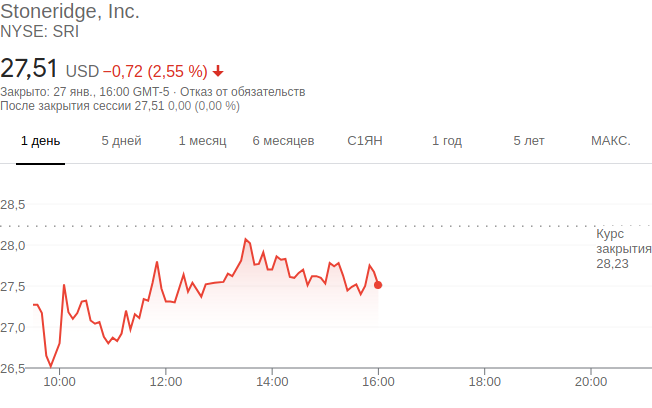 Stoneridge, Inc.
NYSE: SRI
27,51 USD −0,72 (2,55 %)
Закрыто: 27 янв., 16:00 GMT-5 · Отказ от обязательств
После закрытия сессии 27,51 0,00 (0,00 %)
1 день 5 дней 1 месяц 6 месяцев С1ЯН 1 год 5 лет МАКС.
28,5
Курс
закрытия
28,23
28,0
27,5
27,0
26,5
10:00 12:00 14:00 16:00 18:00 20:00